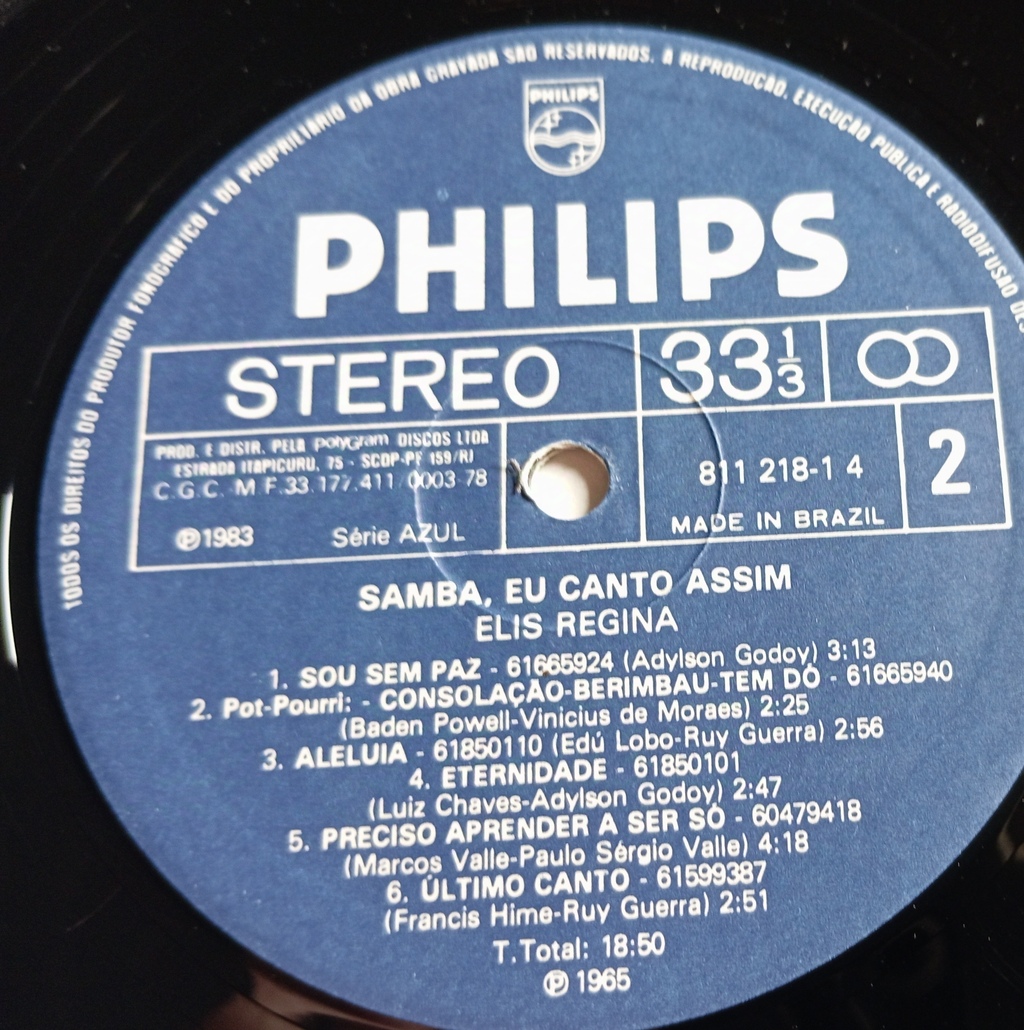 TODOS OS DIREITOS DO PRODUTOR FONOGRÁFICO E DO PROPRIETÁRIO DA OBRA GRAVADA SÃO RESERVADOS. A REPRODUÇÃO, EXECUÇÃO PÚBLICA E RADIODIFUSÃO DES
PHILIPS
PHILIPS
STEREO
33 1/3
PROD. E DISTR. PELA polyGram DISCOS LTDA
ESTRADA ITAPICURU, 75 - SCDP-PF 159/RJ
C.G.C. M F.33.177.411/0003-78
℗1983 Série AZUL
811 218-1 4
MADE IN BRAZIL
2
SAMBA, EU CANTO ASSIM
ELIS REGINA
1. SOU SEM PAZ - 61665924 (Adylson Godoy) 3:13
2. Pot-Pourri: - CONSOLAÇÃO-BERIMBAU-TEM DÓ - 61665940
(Baden Powell-Vinicius de Moraes) 2:25
3. ALELUIA - 61850110 (Edú Lobo-Ruy Guerra) 2:56
4. ETERNIDADE - 61850101
(Luiz Chaves-Adylson Godoy) 2:47
5. PRECISO APRENDER A SER SÓ - 60479418
(Marcos Valle-Paulo Sérgio Valle) 4:18
6. ÚLTIMO CANTO - 61599387
(Francis Hime-Ruy Guerra) 2:51
T.Total: 18:50
℗ 1965